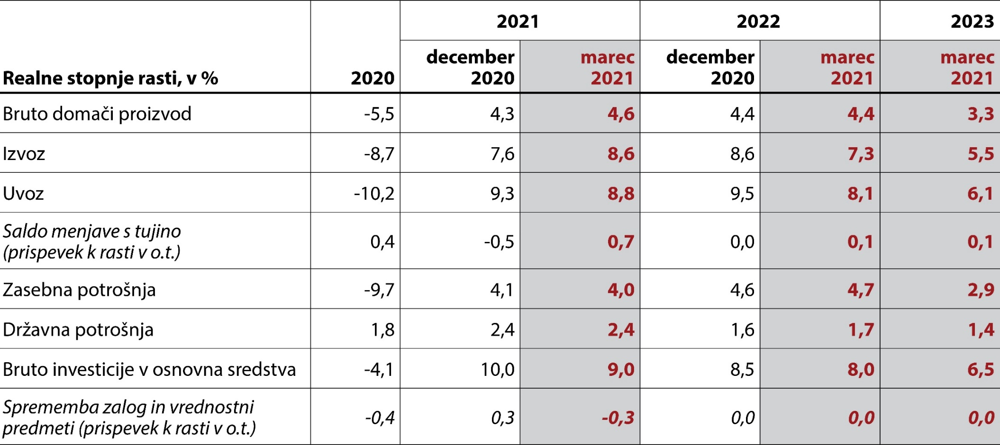 2021 2022 2023
december marec december marec marec
Realne stopnje rasti, v % 2020 2020 2021 2020 2021 2021
Bruto domači proizvod -5,5 4,3 4,6 4,4 4,4 3,3
Izvoz -8,7 7,6 8,6 8,6 7,3 5,5
Uvoz -10,2 9,3 8,8 9,5 8,1 6,1
Saldo menjave s tujino
(prispevek k rasti v o.t.) 0,4 -0,5 0,7 0,0 0,1 0,1
Zasebna potrošnja -9,7 4,1 4,0 4,6 4,7 2,9
Državna potrošnja 1,8 2,4 2,4 1,6 1,7 1,4
Bruto investicije v osnovna sredstva -4,1 10,0 9,0 8,5 8,0 6,5
Sprememba zalog in vrednostni
predmeti (prispevek k rasti v o.t.) -0,4 0,3 -0,3 0,0 0,0 0,0